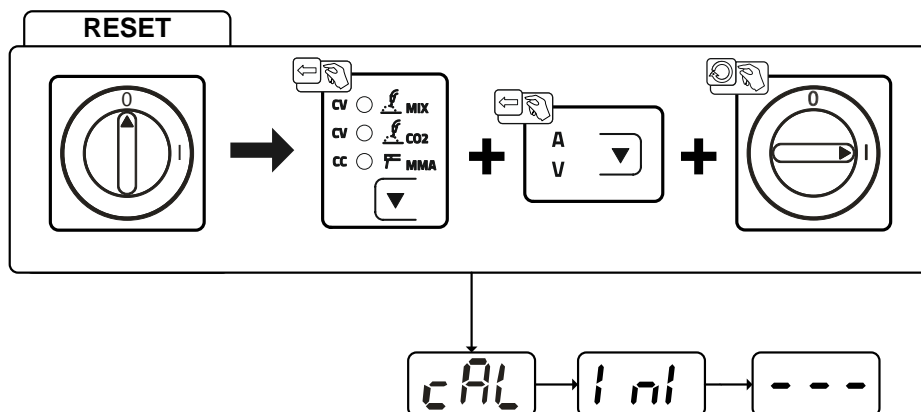 RESET
0
I
CV MIX
CV CO2
CC MMA
A
V
0
I
cAL
InI
---